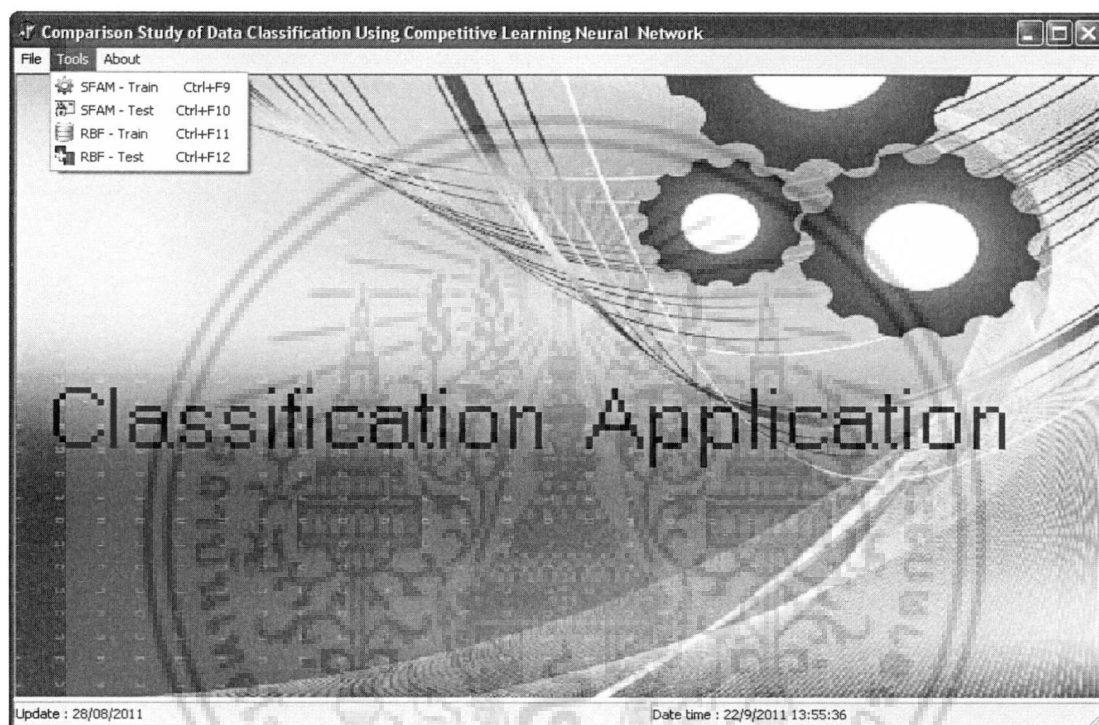 Comparison Study of Data Classification Using Competitive Learning Neural Network
File Tools About
SFAM - Train Ctrl+F9
SFAM - Test Ctrl+F10
RBF - Train Ctrl+F11
RBF - Test Ctrl+F12
Classification Application
Update : 28/08/2011 Date time : 22/9/2011 13:55:36